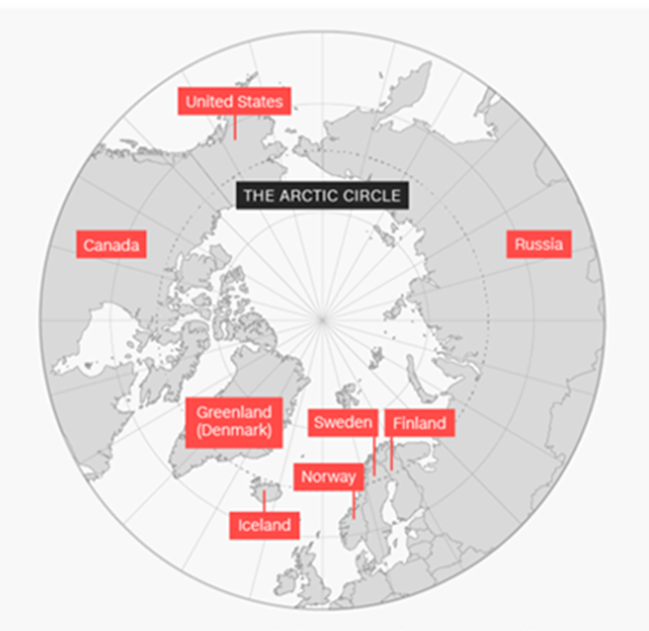 United States
THE ARCTIC CIRCLE
Canada
Russia
Greenland
(Denmark)
Sweden
Finland
Norway
Iceland